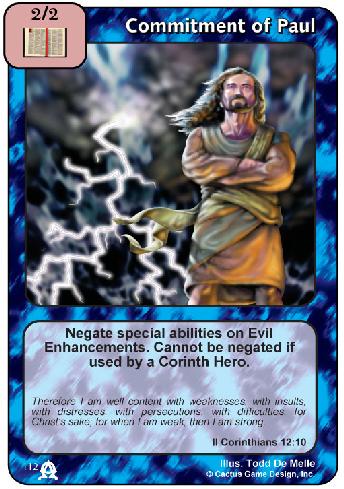 2/2
Commitment of Paul
Negate special abilities on Evil
Enhancements. Cannot be negated if
used by a Corinth Hero.
Therefore I am well content with weaknesses, with insults,
with distresses, with persecutions, with difficulties, for
Christ's sake, for when I am weak, then I am strong.
II Corinthians 12:10
12
Illus. Todd De Melle
© Cactus Game Design, Inc.